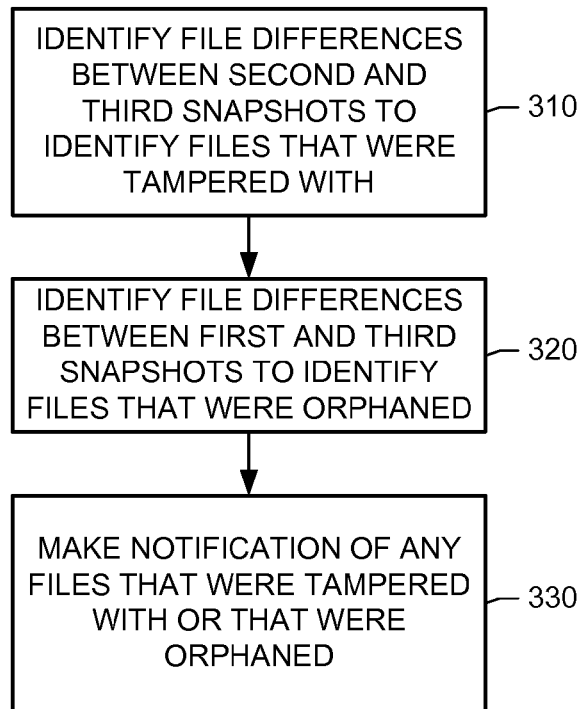 IDENTIFY FILE DIFFERENCES
BETWEEN SECOND AND
THIRD SNAPSHOTS TO
IDENTIFY FILES THAT WERE
TAMPERED WITH
310
IDENTIFY FILE DIFFERENCES
BETWEEN FIRST AND THIRD
SNAPSHOTS TO IDENTIFY
FILES THAT WERE ORPHANED
320
MAKE NOTIFICATION OF ANY
FILES THAT WERE TAMPERED
WITH OR THAT WERE
ORPHANED
330